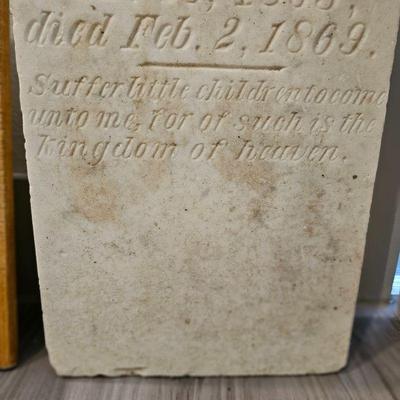 died Feb. 2, 1869.
Suffer little children to come
unto me, for of such is the
kingdom of heaven.